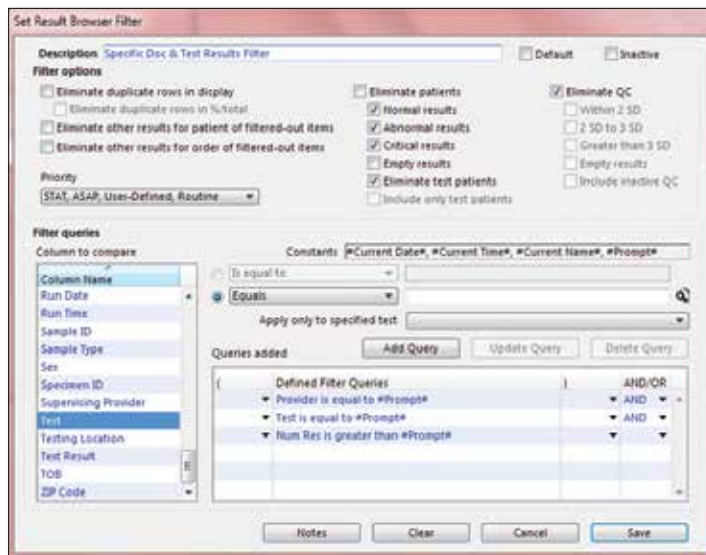 Set Result Browser Filter
Description Specific Doc & Test Results Filter Default Inactive
Filter options
Eliminate duplicate rows in display Eliminate patients Eliminate QC
Eliminate duplicate rows in %/total Normal results Within 2 SD
Eliminate other results for patient of filtered-out items Abnormal results 2 SD to 3 SD
Eliminate other results for order of filtered-out items Critical results Greater than 3 SD
Empty results Empty results
Priority Eliminate test patients Include inactive QC
STAT, ASAP, User-Defined, Routine Include only test patients
Filter queries
Column to compare Constants #Current Date#, #Current Time#, #Current Name#, #Prompt#
Column Name Is equal to
Run Date Equals
Run Time Apply only to specified test
Sample ID
Sample Type Queries added Add Query Update Query Delete Query
Sex ( Defined Filter Queries ) AND/OR
Specimen ID Provider is equal to #Prompt# AND
Supervising Provider Test is equal to #Prompt# AND
Test Num Res is greater than #Prompt#
Testing Location
Text Result
TOB
ZIP Code
Notes Clear Cancel Save